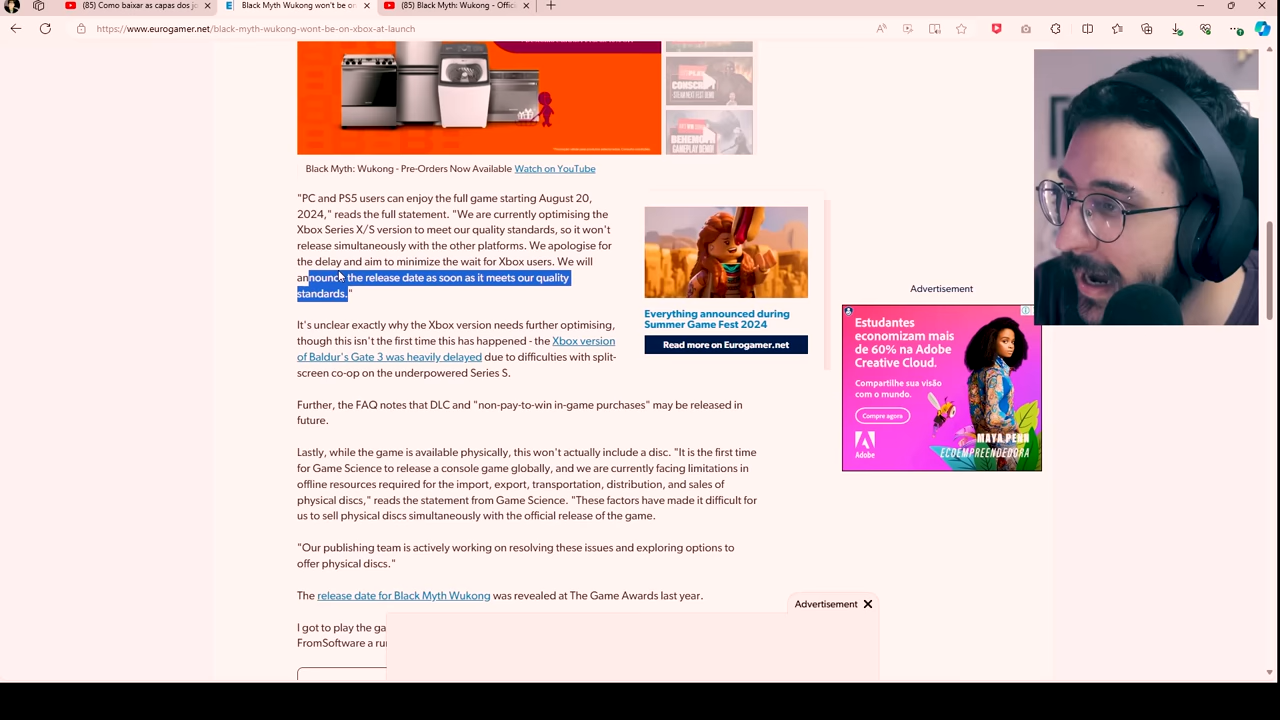 (85) Como baixar as capas dos jo
Black Myth Wukong won't be on
(85) Black Myth: Wukong - Offici
https://www.eurogamer.net/black-myth-wukong-wont-be-on-xbox-at-launch
Black Myth: Wukong - Pre-Orders Now Available Watch on YouTube
"PC and PS5 users can enjoy the full game starting August 20,
2024," reads the full statement. "We are currently optimising the
Xbox Series X/S version to meet our quality standards, so it won't
release simultaneously with the other platforms. We apologise for
the delay and aim to minimize the wait for Xbox users. We will
announce the release date as soon as it meets our quality
standards."
It's unclear exactly why the Xbox version needs further optimising,
though this isn't the first time this has happened - the Xbox version
of Baldur's Gate 3 was heavily delayed due to difficulties with split-
screen co-op on the underpowered Series S.
Further, the FAQ notes that DLC and "non-pay-to-win in-game purchases" may be released in
future.
Lastly, while the game is available physically, this won't actually include a disc. "It is the first time
for Game Science to release a console game globally, and we are currently facing limitations in
offline resources required for the import, export, transportation, distribution, and sales of
physical discs," reads the statement from Game Science. "These factors have made it difficult for
us to sell physical discs simultaneously with the official release of the game.
"Our publishing team is actively working on resolving these issues and exploring options to
offer physical discs."
The release date for Black Myth Wukong was revealed at The Game Awards last year.
I got to play the ga
FromSoftware a ru
Everything announced during
Summer Game Fest 2024
Read more on Eurogamer.net
Advertisement
Estudantes
economizam mais
de 60% na Adobe
Creative Cloud.
Compartilhe sua visão
com o mundo.
Compre agora
Adobe
MAYA PENN
ECOEMPREENDEDORA
Advertisement